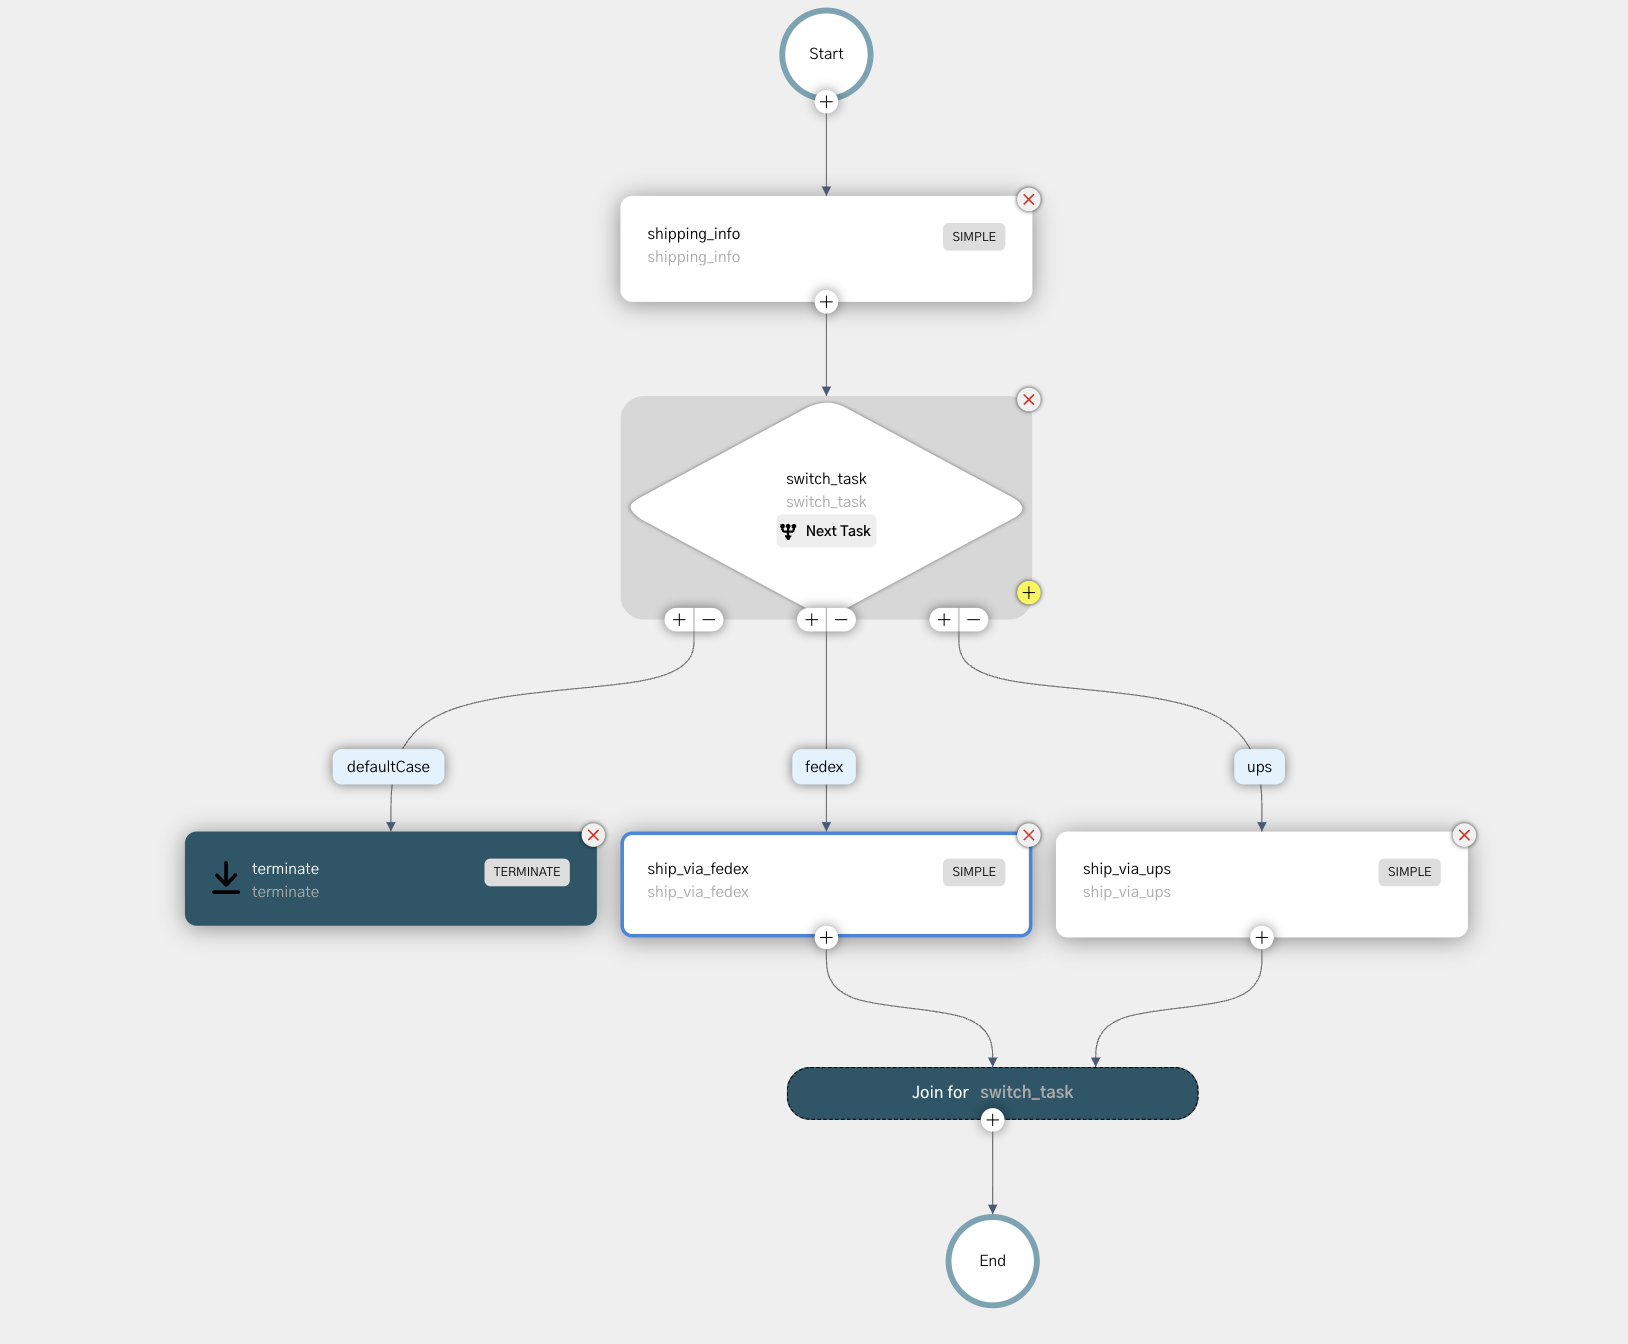 Start
shipping_info
SIMPLE
shipping_info
switch_task
switch_task
Next Task
defaultCase
fedex
ups
terminate
TERMINATE
terminate
ship_via_fedex
SIMPLE
ship_via_fedex
ship_via_ups
SIMPLE
ship_via_ups
Join for switch_task
End